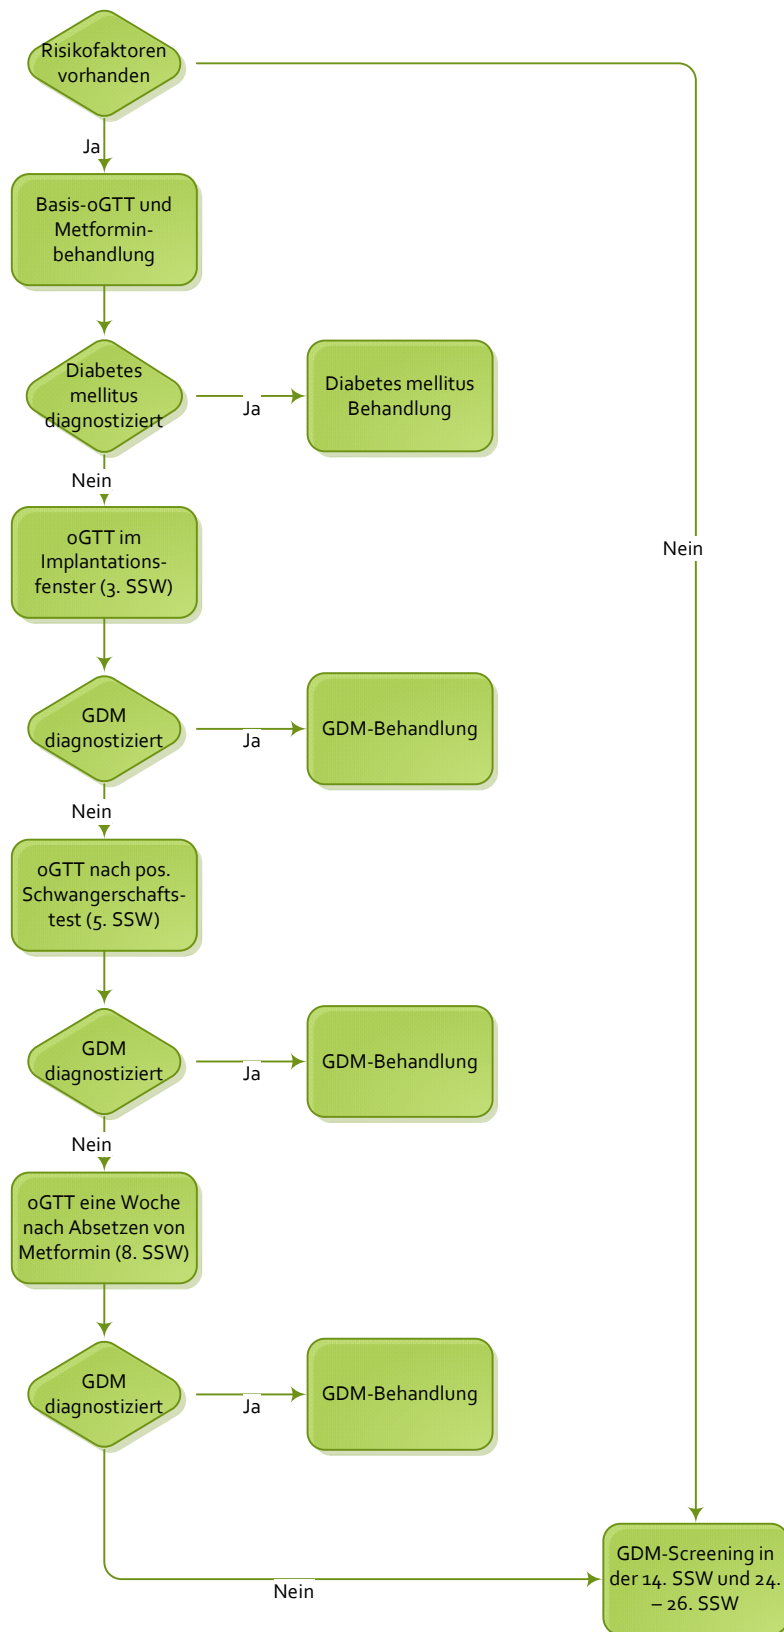 Risikofaktoren
vorhanden
Ja
Basis-oGTT und
Metformin-
behandlung
Diabetes
mellitus
diagnostiziert
Ja
Diabetes mellitus
Behandlung
Nein
oGTT im
Implantations-
fenster (3. SSW)
Nein
GDM
diagnostiziert
Ja
GDM-Behandlung
Nein
oGTT nach pos.
Schwangerschafts-
test (5. SSW)
GDM
diagnostiziert
Ja
GDM-Behandlung
Nein
oGTT eine Woche
nach Absetzen von
Metformin (8. SSW)
GDM
diagnostiziert
Ja
GDM-Behandlung
Nein
GDM-Screening in
der 14. SSW und 24.
– 26. SSW